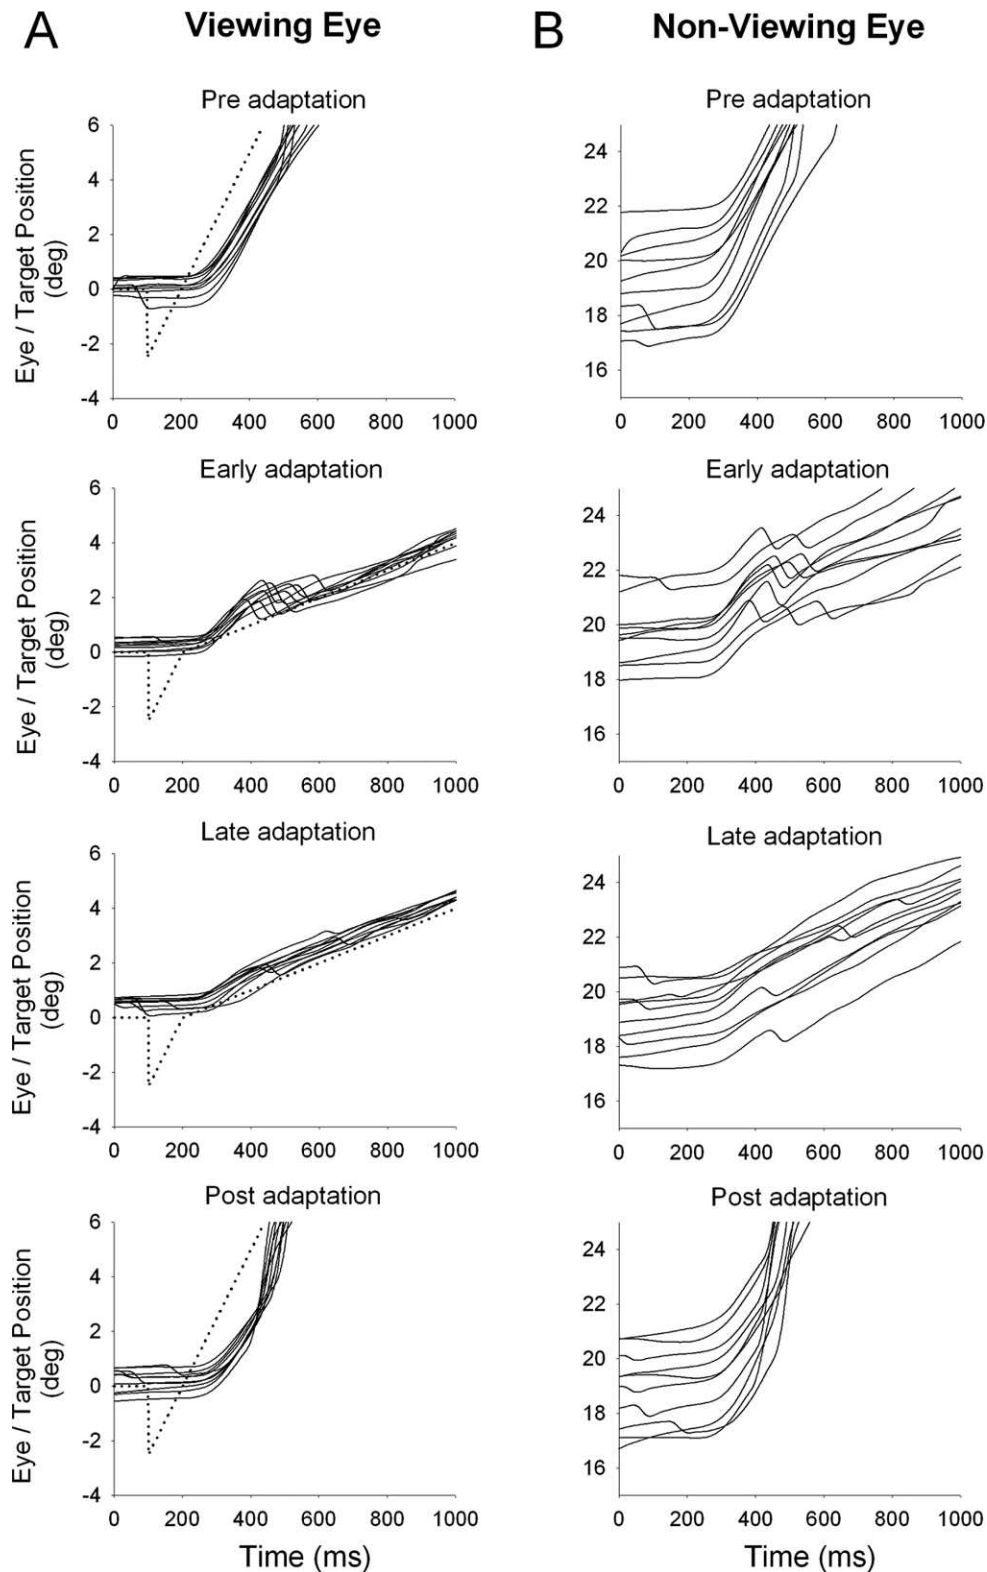 A Viewing Eye
B Non-Viewing Eye
Pre adaptation
Eye / Target Position
(deg)
6
4
2
0
-2
-4
0 200 400 600 800 1000
Pre adaptation
24
22
20
18
16
0 200 400 600 800 1000
Early adaptation
Eye / Target Position
(deg)
6
4
2
0
-2
-4
0 200 400 600 800 1000
Early adaptation
24
22
20
18
16
0 200 400 600 800 1000
Late adaptation
Eye / Target Position
(deg)
6
4
2
0
-2
-4
0 200 400 600 800 1000
Late adaptation
24
22
20
18
16
0 200 400 600 800 1000
Post adaptation
Eye / Target Position
(deg)
6
4
2
0
-2
-4
0 200 400 600 800 1000
Time (ms)
Post adaptation
24
22
20
18
16
0 200 400 600 800 1000
Time (ms)